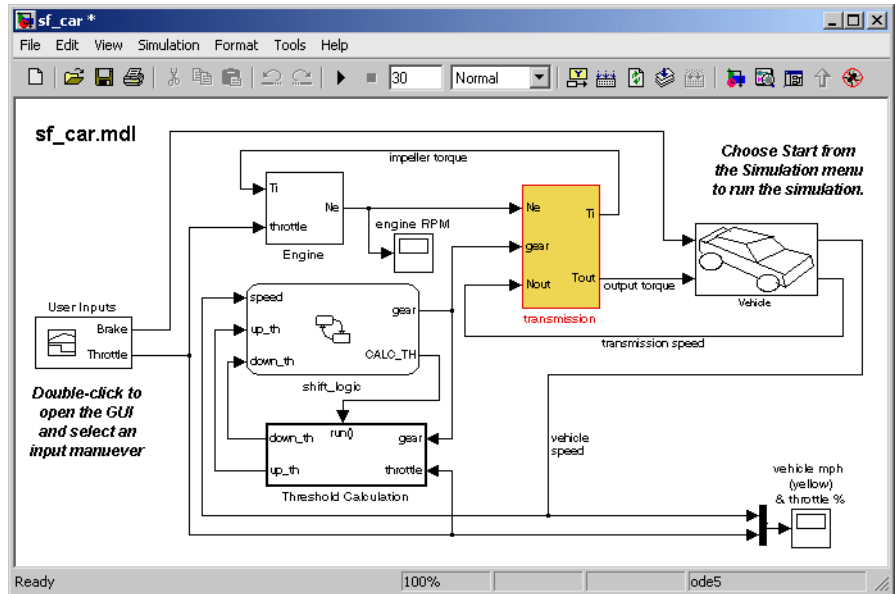 sf_car *
File Edit View Simulation Format Tools Help
30 Normal
sf_car.mdl
impeller torque
Choose Start from
the Simulation menu
to run the simulation.
Ti
throttle
Ne
Engine
engine RPM
Ne
gear
Nout
Ti
Tout
transmission
output torque
Vehicle
transmission speed
User Inputs
Brake
Throttle
Double-click to
open the GUI
and select an
input manuever
speed
up_th
down_th
gear
CALC_TH
shift_logic
run()
down_th
up_th
gear
throttle
Threshold Calculation
vehicle
speed
vehicle mph
(yellow)
& throttle %
Ready 100% ode5